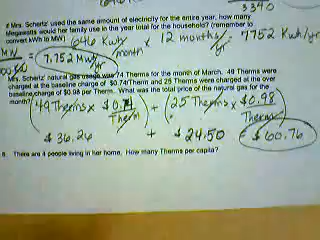 3340
If Mrs. Schertz used the same amount of electricity for the entire year, how many
Megawatts would her family use in the year total for the household? (remember to
convert kWh to MW)
646 Kwh/month x 12 months/yr = 7752 Kwh/yr
MW
7.752 Mwh/yr
Mrs. Schertz' natural gas usage was 74 Therms for the month of March. 49 Therms were
charged at the baseline charge of $0.74/Therm and 25 Therms were charged at the over
baseline charge of $0.98 per Therm. What was the total price of the natural gas for the
month?
(49 Therms x $0.74/Therm) + (25 Therms x $0.98/Therm)
$36.26 + $24.50 = $60.76
There are 4 people living in her home. How many Therms per capita?